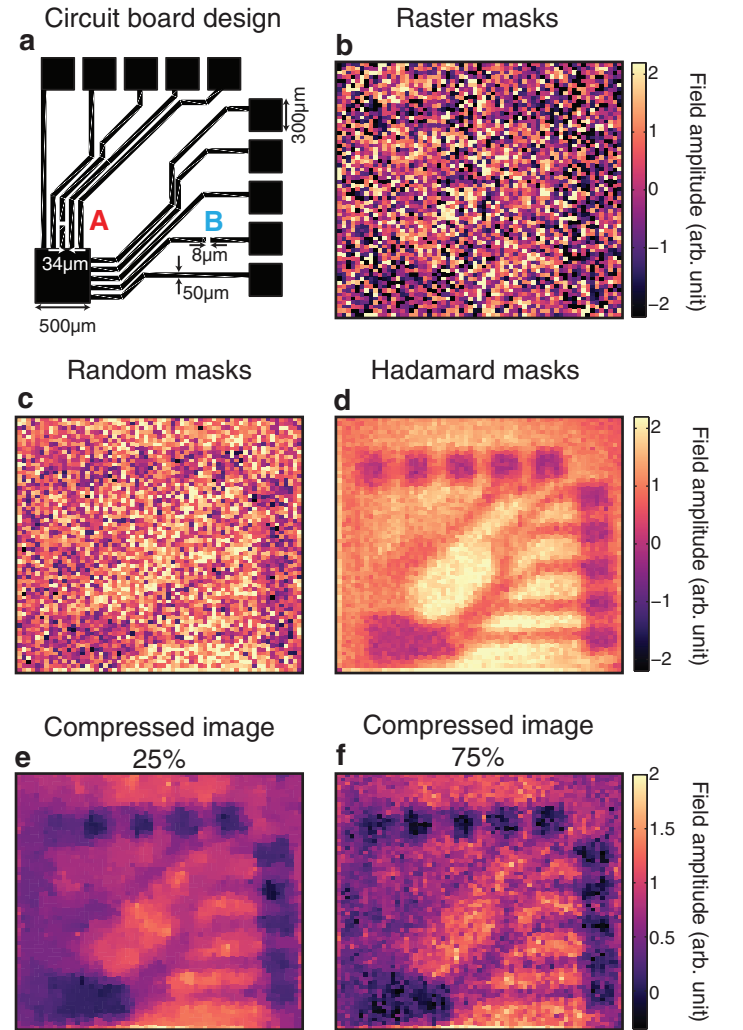 Circuit board design
a
A
B
300µm
34µm
8µm
50µm
500µm
Raster masks
b
2
1
0
−1
−2
Field amplitude (arb. unit)
Random masks
c
Hadamard masks
d
2
1
0
−1
−2
Field amplitude (arb. unit)
Compressed image
25%
e
Compressed image
75%
f
2
1.5
1
0.5
0
Field ampltiude (arb. unit)